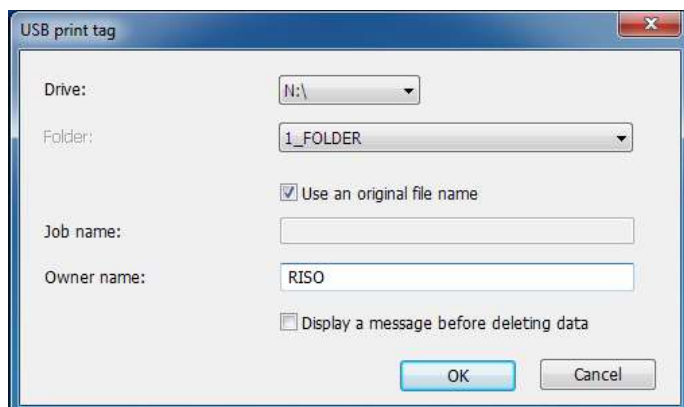 USB print tag
Drive: N:\
Folder: 1_FOLDER
Use an original file name
Job name:
Owner name: RISO
Display a message before deleting data
OK Cancel